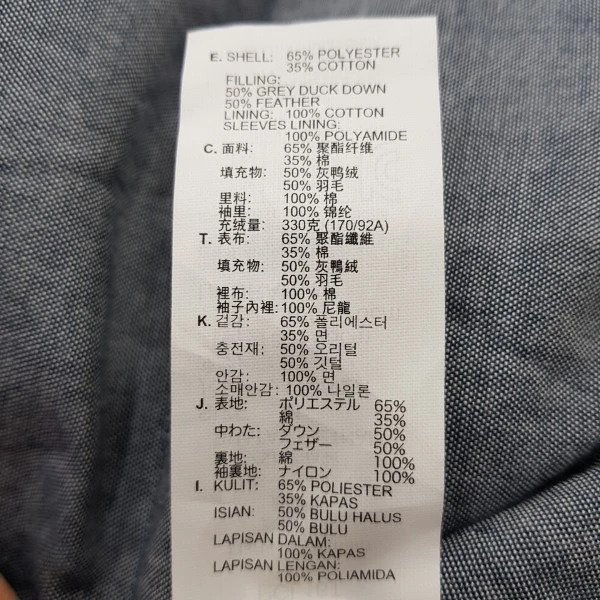 E. SHELL: 65% POLYESTER
35% COTTON
FILLING:
50% GREY DUCK DOWN
50% FEATHER
LINING: 100% COTTON
SLEEVES LINING:
100% POLYAMIDE
C. 面料: 65% 聚酯纤维
35% 棉
填充物: 50% 灰鸭绒
50% 羽毛
里料: 100% 棉
袖里: 100% 锦纶
充绒量: 330克 (170/92A)
T. 表布: 65% 聚酯纖維
35% 棉
填充物: 50% 灰鴨絨
50% 羽毛
裡布: 100% 棉
袖子內裡: 100% 尼龍
K. 겉감: 65% 폴리에스터
35% 면
충전재: 50% 오리털
50% 깃털
안감: 100% 면
소매안감: 100% 나일론
J. 表地: ポリエステル 65%
綿 35%
中わた: ダウン 50%
フェザー 50%
裏地: 綿 100%
袖裏地: ナイロン 100%
I. KULIT: 65% POLIESTER
35% KAPAS
ISIAN: 50% BULU HALUS
50% BULU
LAPISAN DALAM:
100% KAPAS
LAPISAN LENGAN:
100% POLIAMIDA